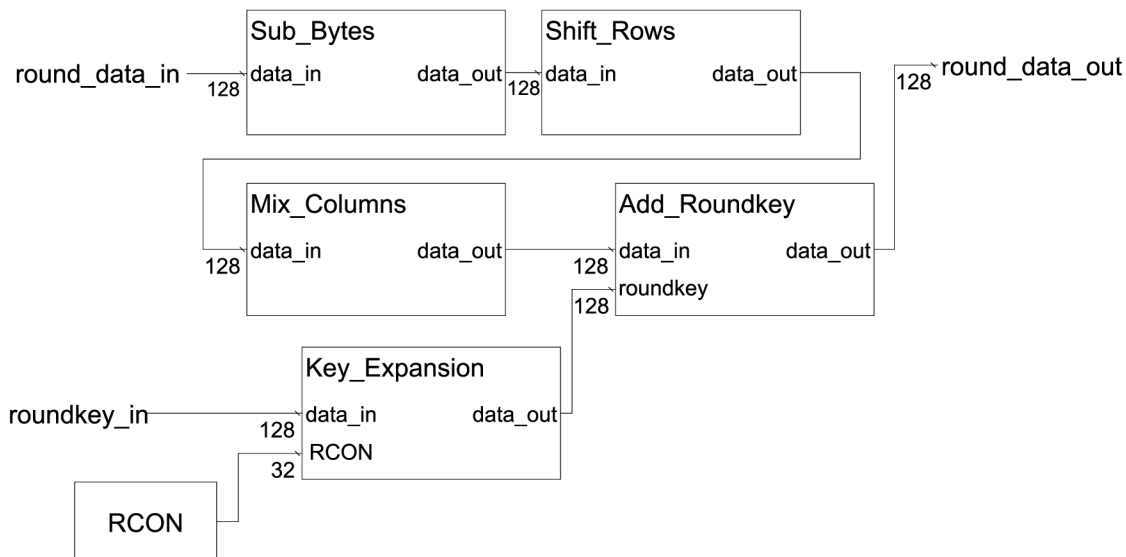 Sub_Bytes
Shift_Rows
round_data_in
data_in
data_out
data_in
data_out
round_data_out
128
128
128
Mix_Columns
Add_Roundkey
data_in
data_out
data_in
data_out
128
128
roundkey
128
Key_Expansion
roundkey_in
data_in
data_out
128
RCON
32
RCON